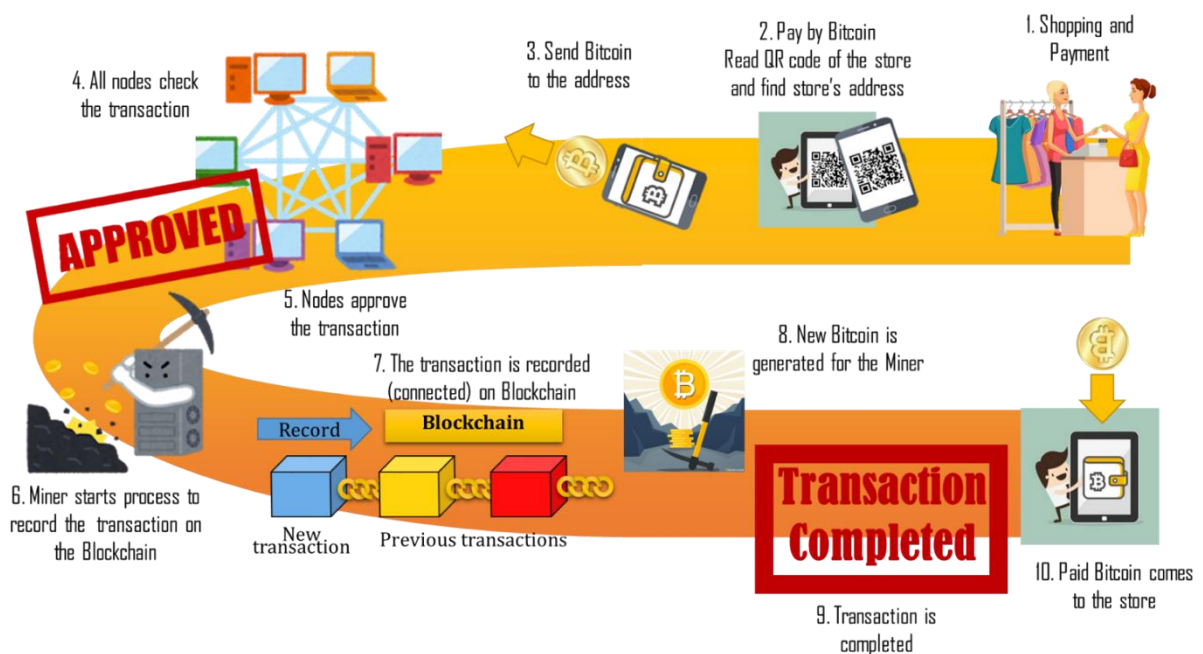 1. Shopping and
Payment
2. Pay by Bitcoin
Read QR code of the store
and find store's address
3. Send Bitcoin
to the address
4. All nodes check
the transaction
APPROVED
5. Nodes approve
the transaction
6. Miner starts process to
record the transaction on
the Blockchain
7. The transaction is recorded
(connected) on Blockchain
Record
Blockchain
New
transaction
Previous transactions
8. New Bitcoin is
generated for the Miner
Transaction
Completed
9. Transaction is
completed
10. Paid Bitcoin comes
to the store